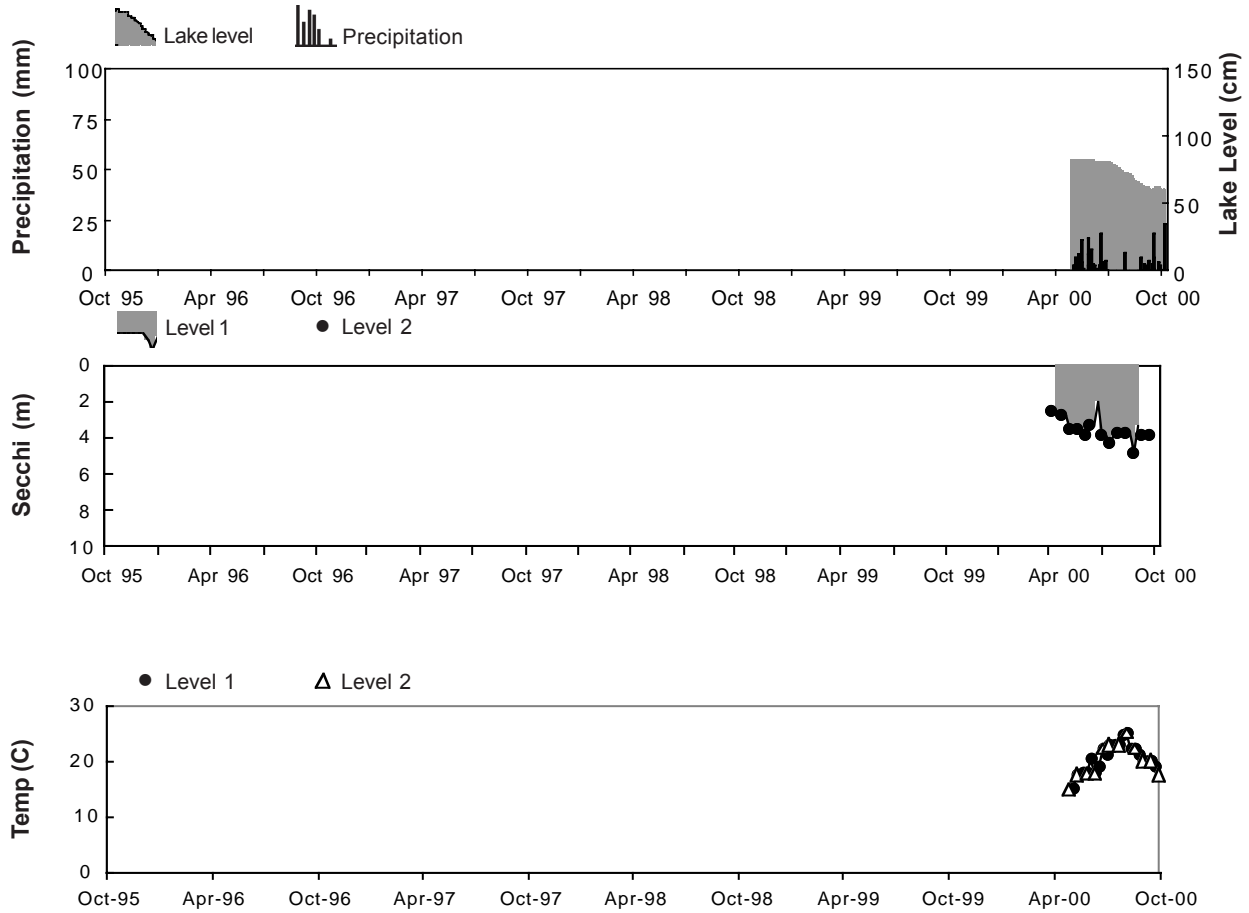 Lake level Precipitation
Precipitation (mm)
100
75
50
25
0
Lake Level (cm)
150
100
50
0
Oct 95 Apr 96 Oct 96 Apr 97 Oct 97 Apr 98 Oct 98 Apr 99 Oct 99 Apr 00 Oct 00
Level 1 Level 2
Secchi (m)
0
2
4
6
8
10
Oct 95 Apr 96 Oct 96 Apr 97 Oct 97 Apr 98 Oct 98 Apr 99 Oct 99 Apr 00 Oct 00
Level 1 Level 2
Temp (C)
30
20
10
0
Oct-95 Apr-96 Oct-96 Apr-97 Oct-97 Apr-98 Oct-98 Apr-99 Oct-99 Apr-00 Oct-00